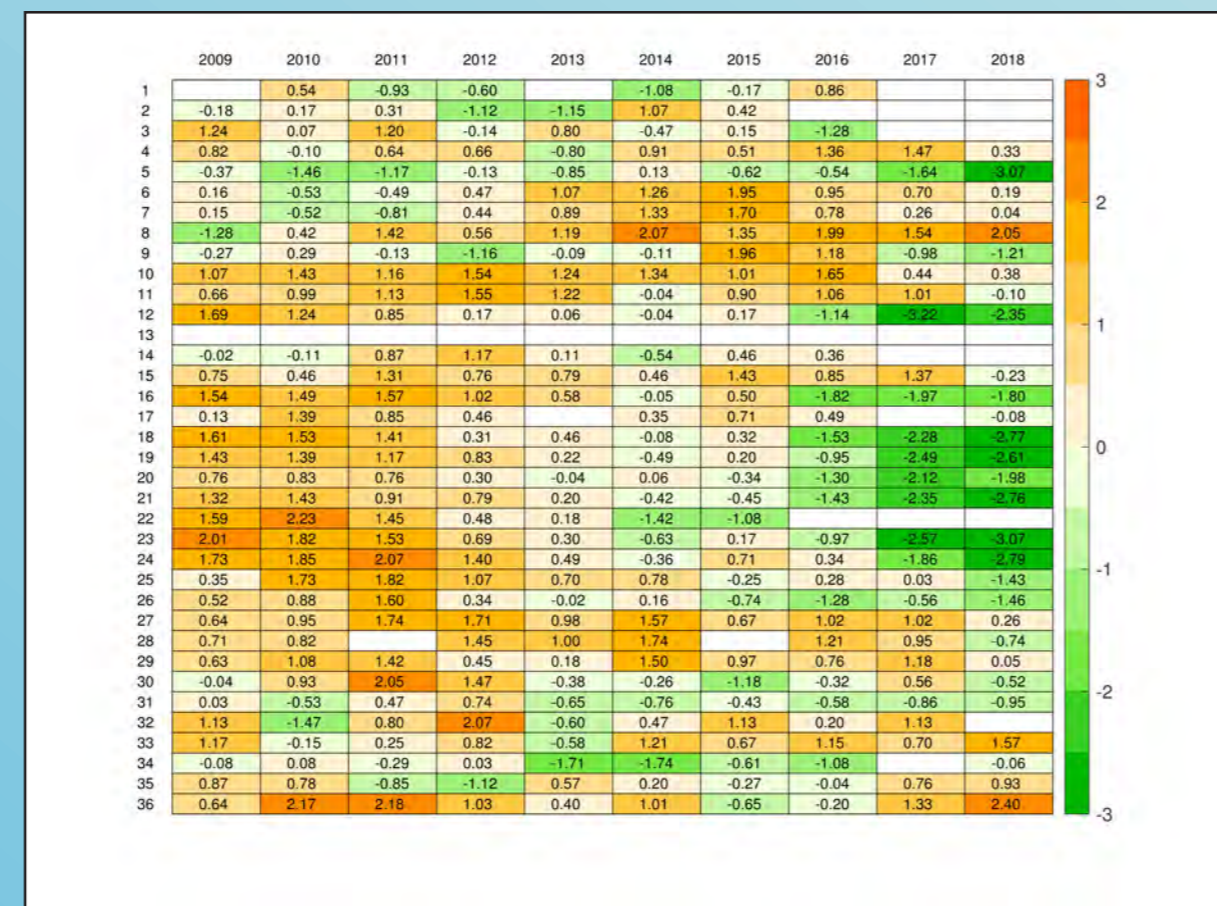 2009 2010 2011 2012 2013 2014 2015 2016 2017 2018
1 0.54 -0.93 -0.60 -1.08 -0.17 0.86
2 -0.18 0.17 0.31 -1.12 -1.15 1.07 0.42
3 1.24 0.07 1.20 -0.14 0.80 -0.47 0.15 -1.28
4 0.82 -0.10 0.64 0.66 -0.80 0.91 0.51 1.36 1.47 0.33
5 -0.37 -1.46 -1.17 -0.13 -0.85 0.13 -0.62 -0.54 -1.64 -3.07
6 0.16 -0.53 -0.49 0.47 1.07 1.26 1.95 0.95 0.70 0.19
7 0.15 -0.52 -0.81 0.44 0.89 1.33 1.70 0.78 0.26 0.04
8 -1.28 0.42 1.42 0.56 1.19 2.07 1.35 1.99 1.54 2.05
9 -0.27 0.29 -0.13 -1.16 -0.09 -0.11 1.96 1.18 -0.98 -1.21
10 1.07 1.43 1.16 1.54 1.24 1.34 1.01 1.65 0.44 0.38
11 0.66 0.99 1.13 1.55 1.22 -0.04 0.90 1.06 1.01 -0.10
12 1.69 1.24 0.85 0.17 0.06 -0.04 0.17 -1.14 -3.22 -2.35
13
14 -0.02 -0.11 0.87 1.17 0.11 -0.54 0.46 0.36
15 0.75 0.46 1.31 0.76 0.79 0.46 1.43 0.85 1.37 -0.23
16 1.54 1.49 1.57 1.02 0.58 -0.05 0.50 -1.82 -1.97 -1.80
17 0.13 1.39 0.85 0.46 0.35 0.71 0.49 -0.08
18 1.61 1.53 1.41 0.31 0.46 -0.08 0.32 -1.53 -2.28 -2.77
19 1.43 1.39 1.17 0.83 0.22 -0.49 0.20 -0.95 -2.49 -2.61
20 0.76 0.83 0.76 0.30 -0.04 0.06 -0.34 -1.30 -2.12 -1.98
21 1.32 1.43 0.91 0.79 0.20 -0.42 -0.45 -1.43 -2.35 -2.76
22 1.59 2.23 1.45 0.48 0.18 -1.42 -1.08
23 2.01 1.82 1.53 0.69 0.30 -0.63 0.17 -0.97 -2.57 -3.07
24 1.73 1.85 2.07 1.40 0.49 -0.36 0.71 0.34 -1.86 -2.79
25 0.35 1.73 1.82 1.07 0.70 0.78 -0.25 0.28 0.03 -1.43
26 0.52 0.88 1.60 0.34 -0.02 0.16 -0.74 -1.28 -0.56 -1.46
27 0.64 0.95 1.74 1.71 0.98 1.57 0.67 1.02 1.02 0.26
28 0.71 0.82 1.45 1.00 1.74 1.21 0.95 -0.74
29 0.63 1.08 1.42 0.45 0.18 1.50 0.97 0.76 1.18 0.05
30 -0.04 0.93 2.05 1.47 -0.38 -0.26 -1.18 -0.32 0.56 -0.52
31 0.03 -0.53 0.47 0.74 -0.65 -0.76 -0.43 -0.58 -0.86 -0.95
32 1.13 -1.47 0.80 2.07 -0.60 0.47 1.13 0.20 1.13
33 1.17 -0.15 0.25 0.82 -0.58 1.21 0.67 1.15 0.70 1.57
34 -0.08 0.08 -0.29 0.03 -1.71 -1.74 -0.61 -1.08 -0.06
35 0.87 0.78 -0.85 -1.12 0.57 0.20 -0.27 -0.04 0.76 0.93
36 0.64 2.17 2.18 1.03 0.40 1.01 -0.65 -0.20 1.33 2.40
3
2
1
0
-1
-2
-3